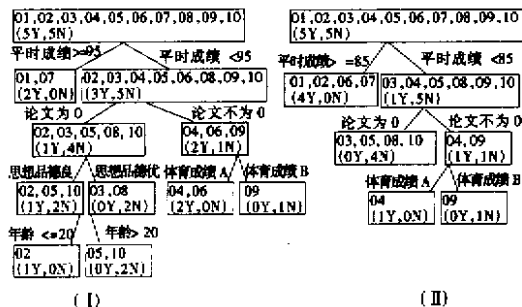 01,02,03,04,05,06,07,08,09,10
(5Y,5N)
平时成绩>=95
平时成绩 <95
01,07
(2Y,0N)
02,03,04,05,06,08,09,10
(3Y,5N)
论文为 0
论文不为 0
02,03,05,08,10
(1Y,4N)
04,06,09
(2Y,1N)
思想品德良
思想品德优
体育成绩 A
体育成绩 B
02,05,10
(1Y,2N)
03,08
(0Y,2N)
04,06
(2Y,0N)
09
(0Y,1N)
年龄 <=20
年龄> 20
02
(1Y,0N)
05,10
(0Y,2N)
(Ⅰ)
01,02,03,04,05,06,07,08,09,10
(5Y,5N)
平时成绩> =85
平时成绩 <85
01,02,06,07
(4Y,0N)
03,04,05,08,09,10
(1Y,5N)
论文为 0
论文不为 0
03,05,08,10
(0Y,4N)
04,09
(1Y,1N)
体育成绩 A
体育成绩 B
04
(1Y,0N)
09
(0Y,1N)
(Ⅱ)